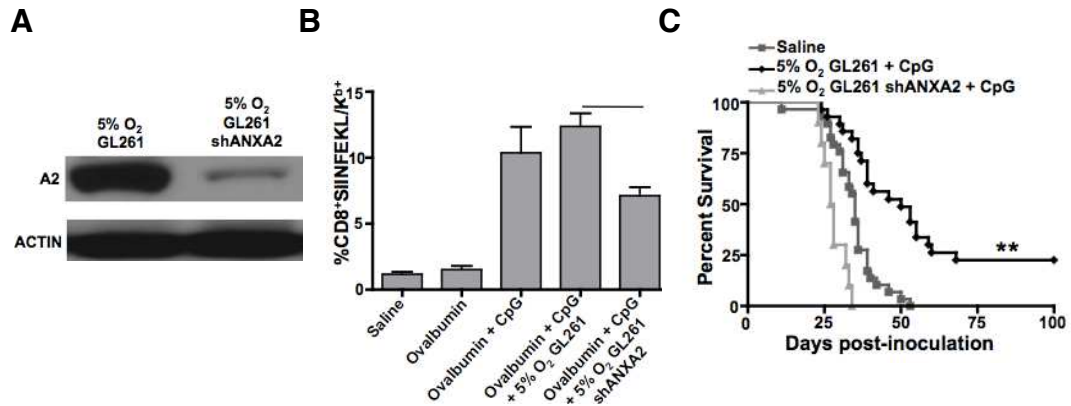 A
5% O2
GL261
5% O2
GL261
shANXA2
A2
ACTIN
B
%CD8+SIINFEKL/Kb+
15
10
5
0
Saline
Ovalbumin
Ovalbumin + CpG
Ovalbumin + CpG
+ 5% O2 GL261
Ovalbumin + CpG
+ 5% O2 GL261
shANXA2
C
Saline
5% O2 GL261 + CpG
5% O2 GL261 shANXA2 + CpG
Percent Survival
100
75
50
25
0
**
0
25
50
75
100
Days post-inoculation